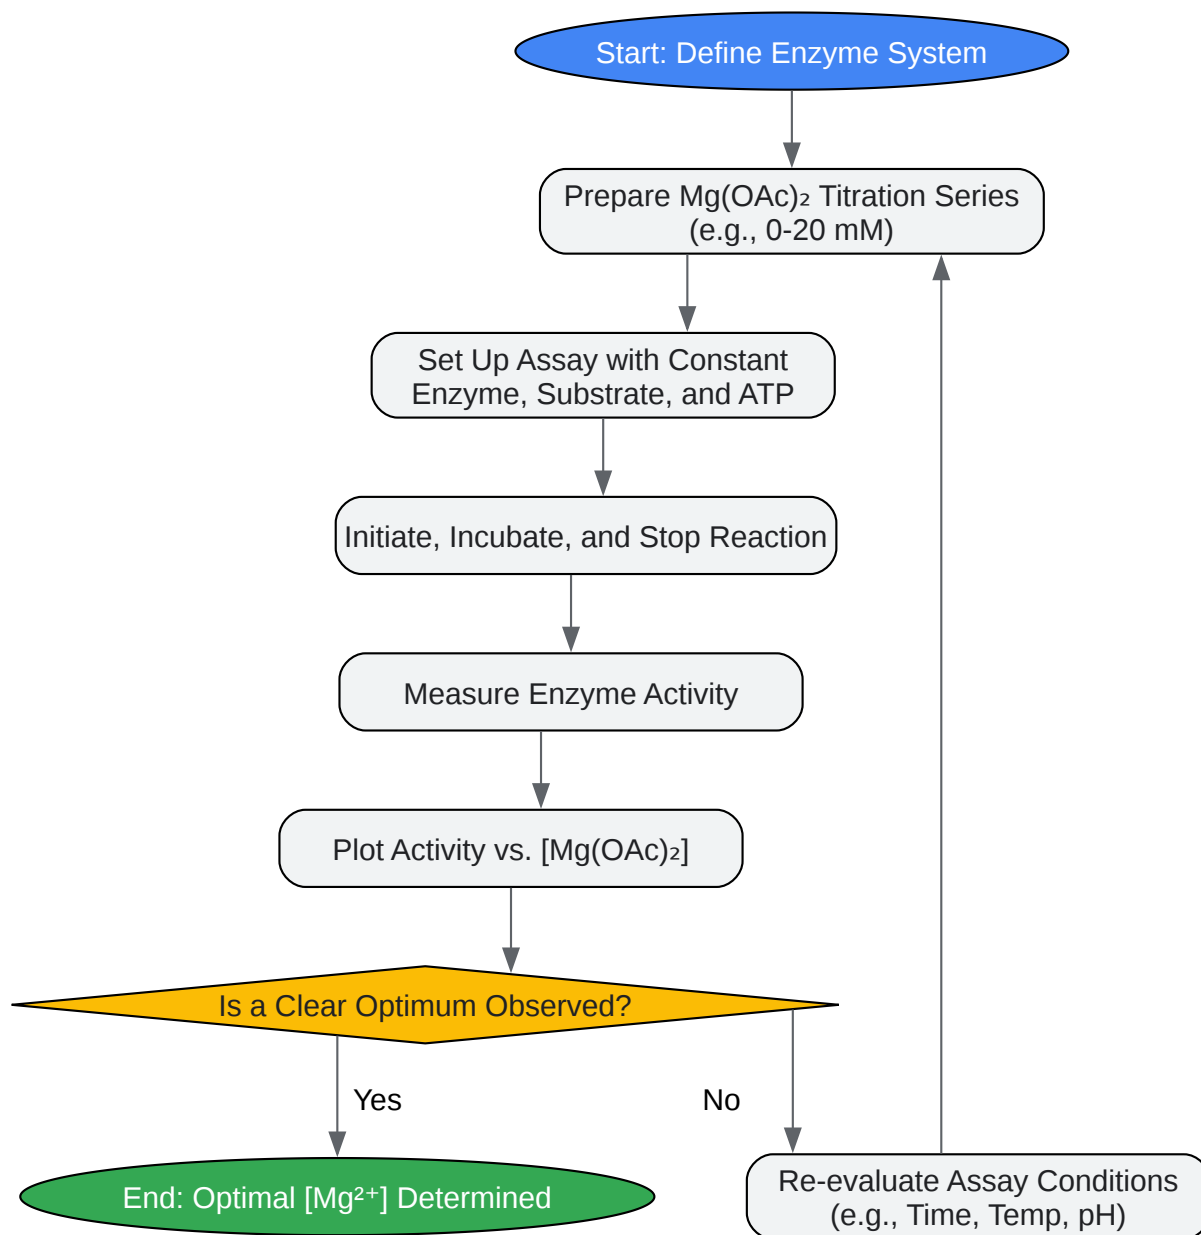 Start: Define Enzyme System
Prepare Mg(OAc)₂ Titration Series
(e.g., 0-20 mM)
Set Up Assay with Constant
Enzyme, Substrate, and ATP
Initiate, Incubate, and Stop Reaction
Measure Enzyme Activity
Plot Activity vs. [Mg(OAc)₂]
Is a Clear Optimum Observed?
Yes
No
End: Optimal [Mg²⁺] Determined
Re-evaluate Assay Conditions
(e.g., Time, Temp, pH)